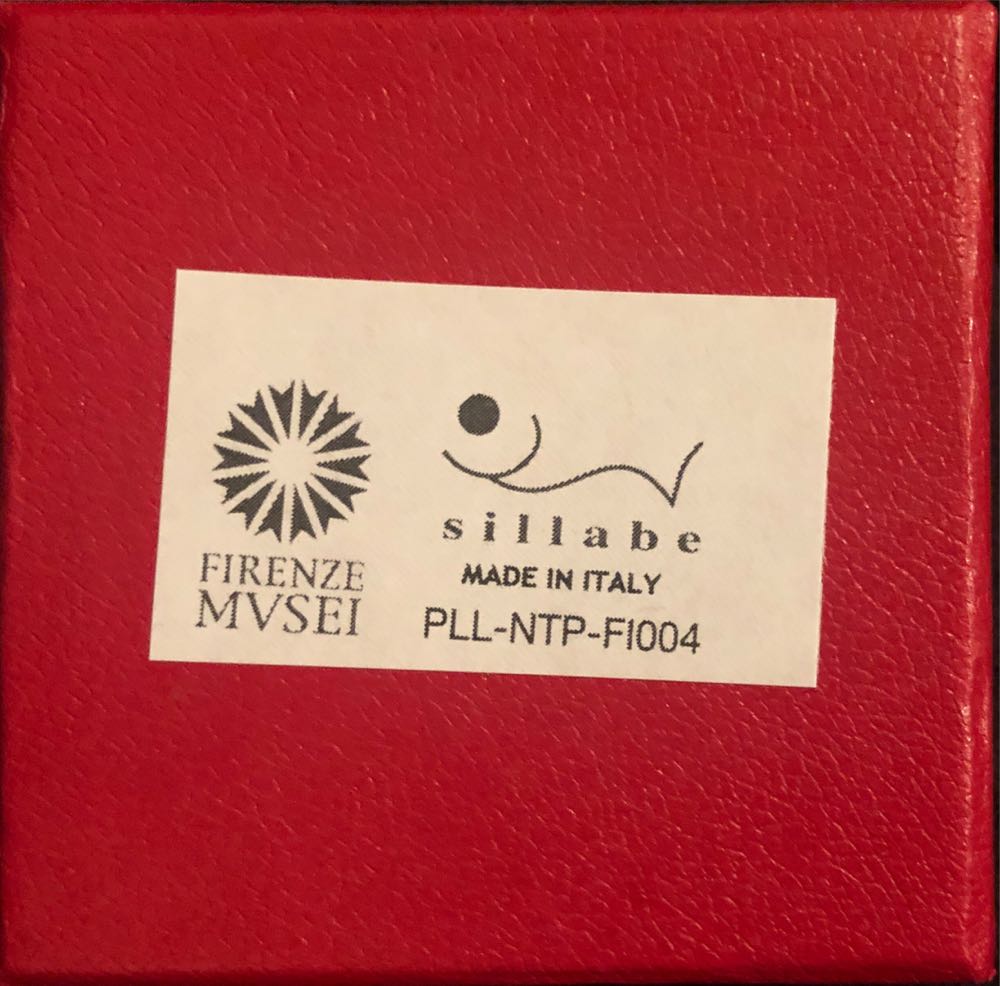 FIRENZE
MVSEI
sillabe
MADE IN ITALY
PLL-NTP-FI004